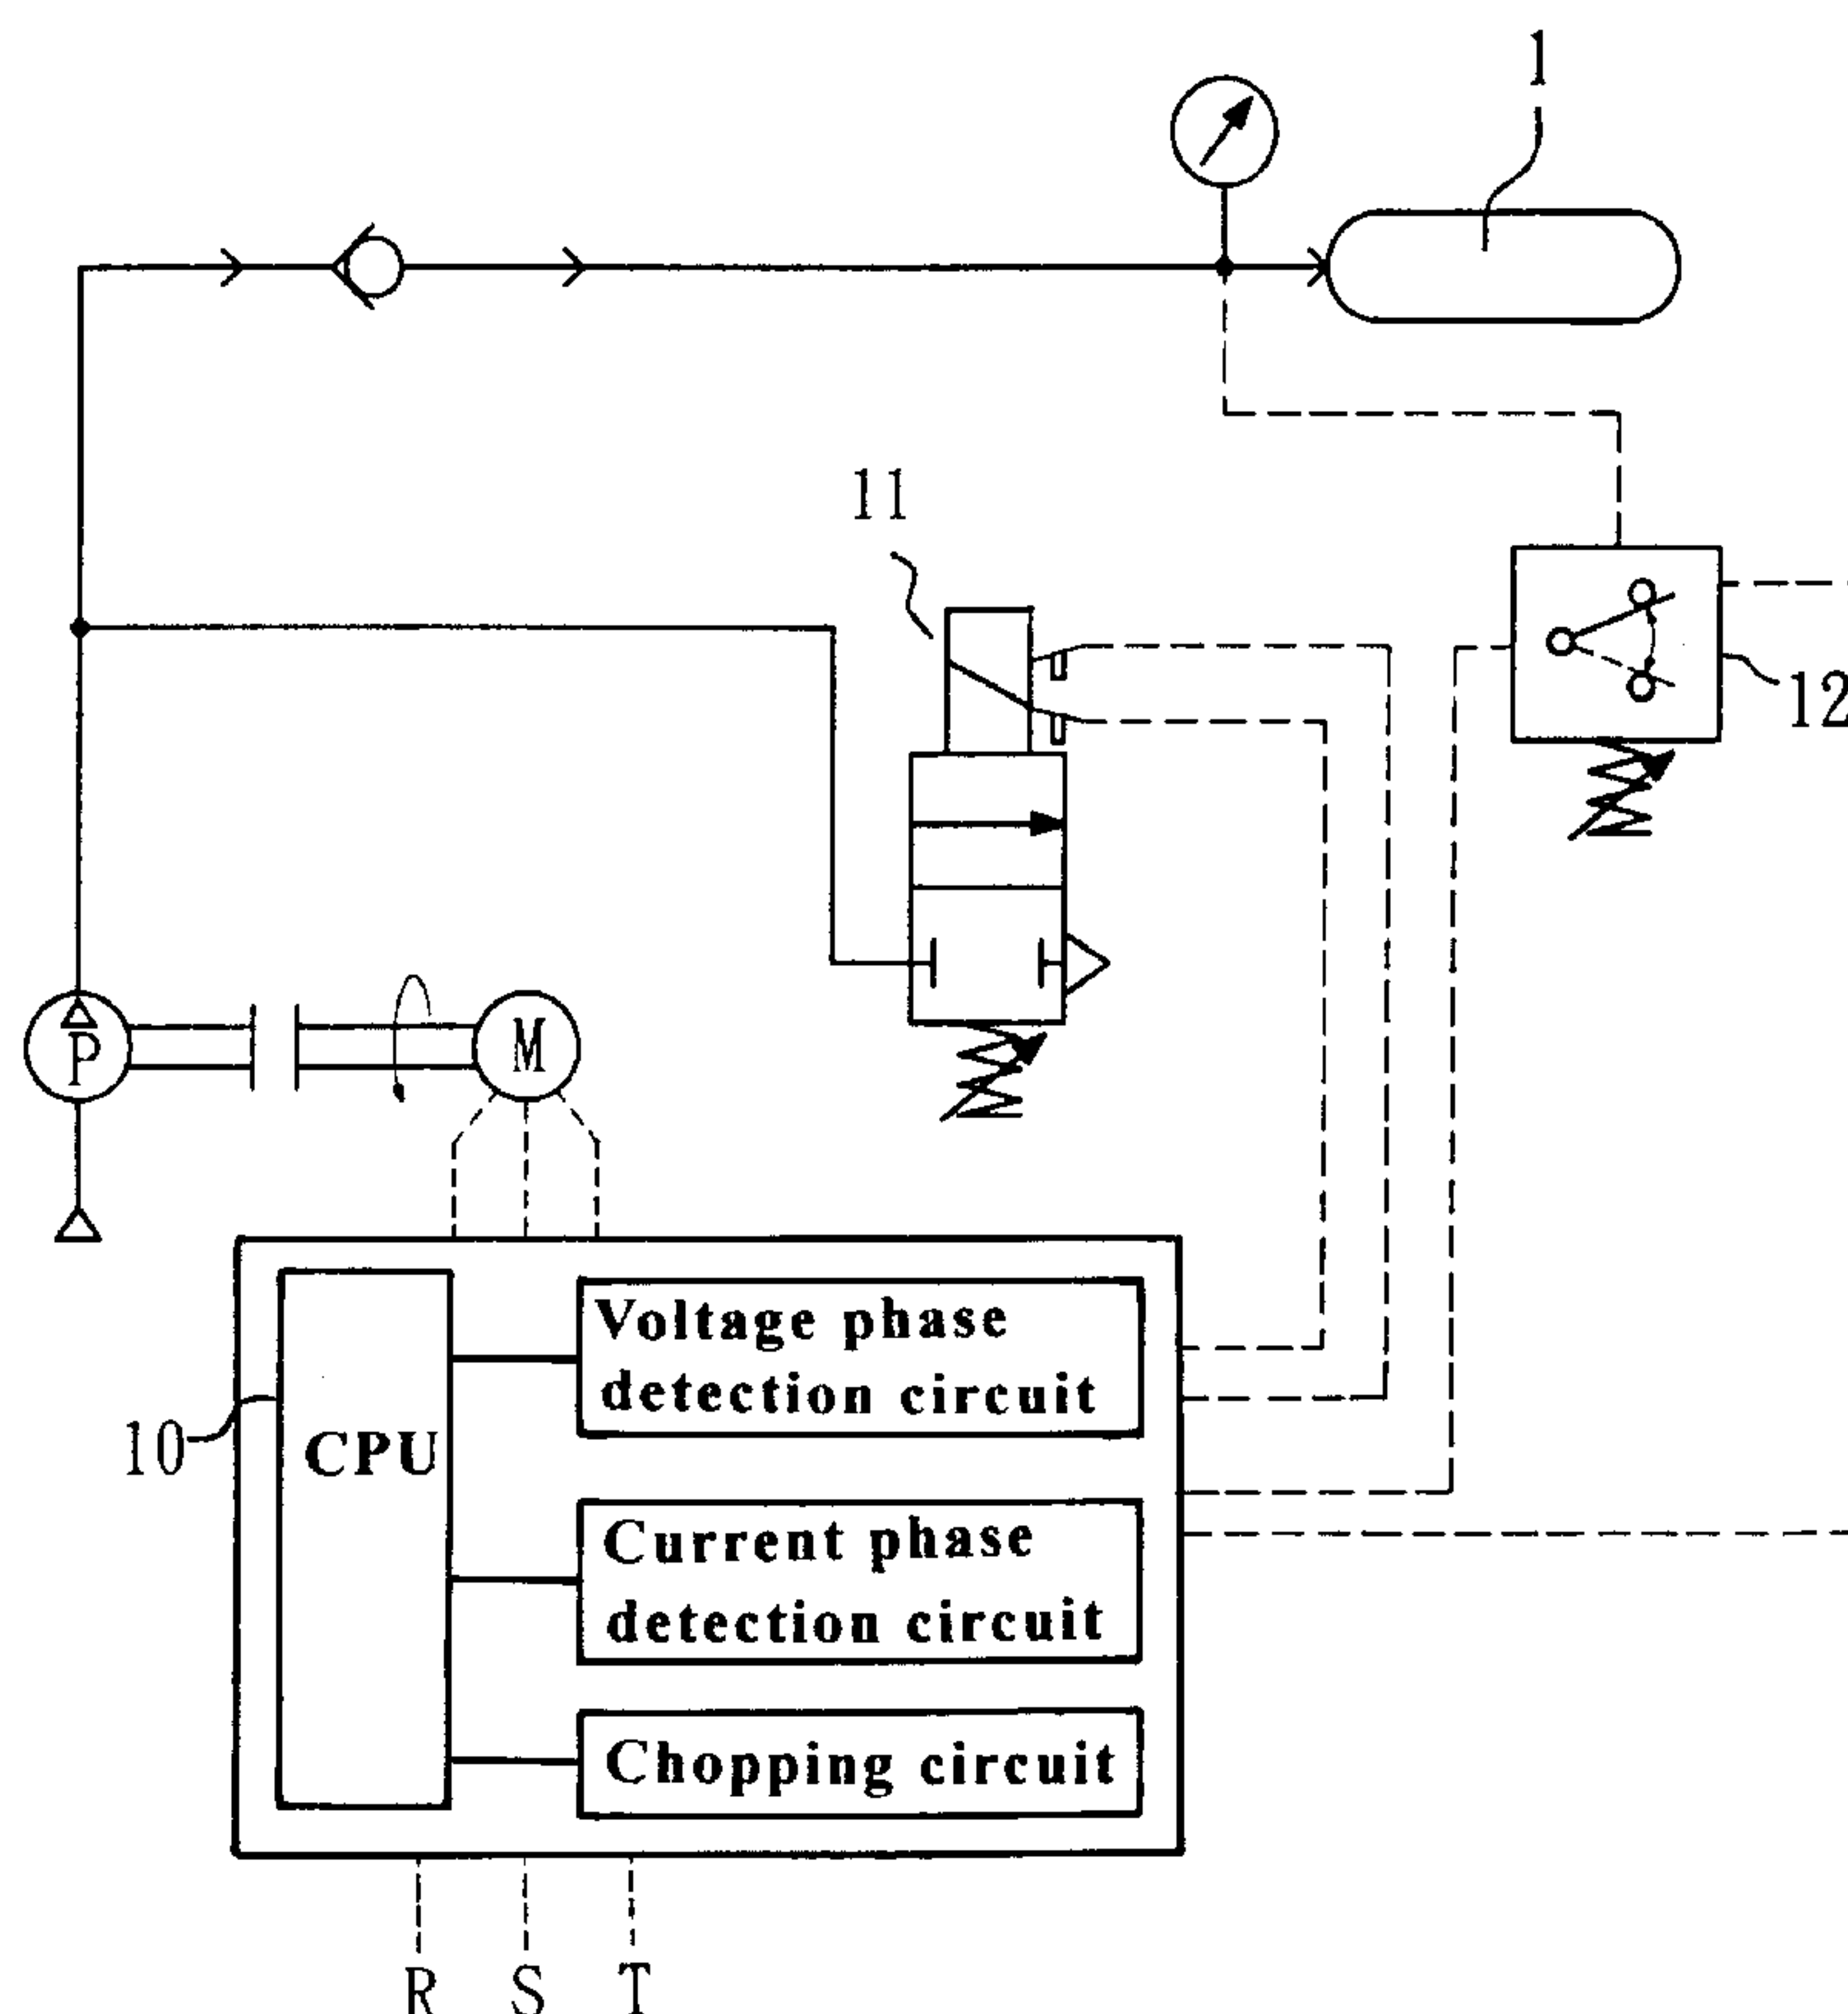 1
11
12
P
M
Voltage phase
detection circuit
10
CPU
Current phase
detection circuit
Chopping circuit
R S T